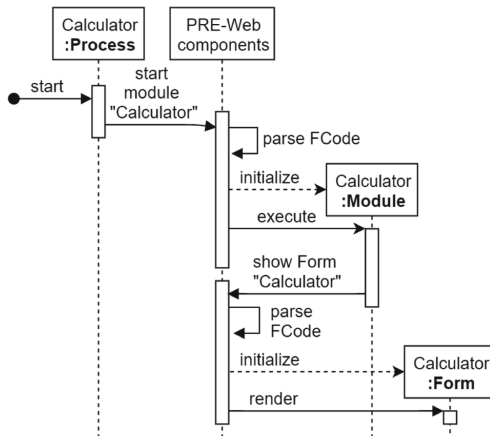 Calculator
:Process
PRE-Web
components
start
start
module
"Calculator"
parse FCode
initialize
Calculator
:Module
execute
show Form
"Calculator"
parse
FCode
initialize
Calculator
:Form
render